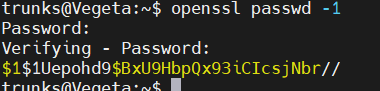 trunks@Vegeta:~$ openssl passwd -1
Password:
Verifying - Password:
$1$1Uepohd9$BxU9HbpQx93iCIcsjNbr//
trunks@Vegeta:~$